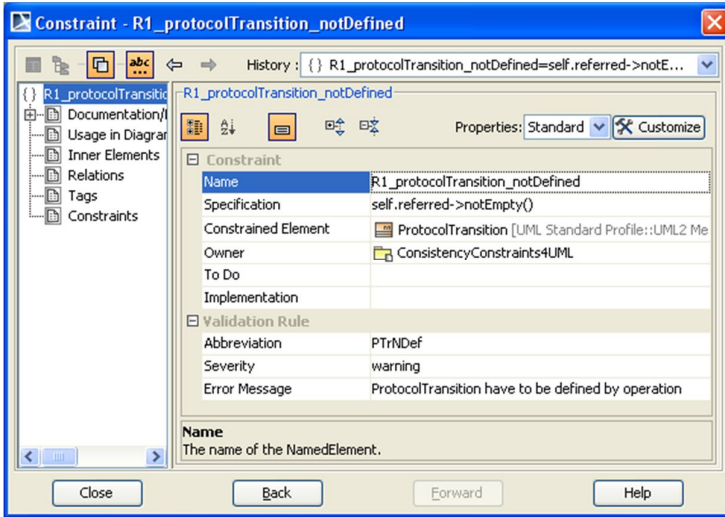 Constraint - R1_protocolTransition_notDefined
abc
History : { } R1_protocolTransition_notDefined=self.referred->notE...
{ } R1_protocolTransitic
Documentation/
Usage in Diagrar
Inner Elements
Relations
Tags
Constraints
R1_protocolTransition_notDefined
Properties: Standard Customize
Constraint
Name R1_protocolTransition_notDefined
Specification self.referred->notEmpty()
Constrained Element ProtocolTransition [UML Standard Profile::UML2 Me
Owner ConsistencyConstraints4UML
To Do
Implementation
Validation Rule
Abbreviation PTrNDef
Severity warning
Error Message ProtocolTransition have to be defined by operation
Name
The name of the NamedElement.
Close Back Forward Help